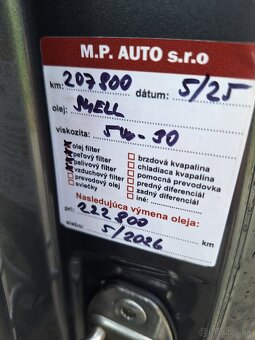 M.P. AUTO s.r.o
km: 207800 dátum: 5/25
olej: SHELL
viskozita: 5W-30
olej filter
peľový filter
palivový filter
vzduchový filter
prevodový olej
sviečky
brzdová kvapalina
chladiaca kvapalina
pomocná prevodovka
predný diferenciál
zadný diferenciál
iné:
Nasledujúca výmena oleja:
pri: 222 800 km
alebo: 5/2026